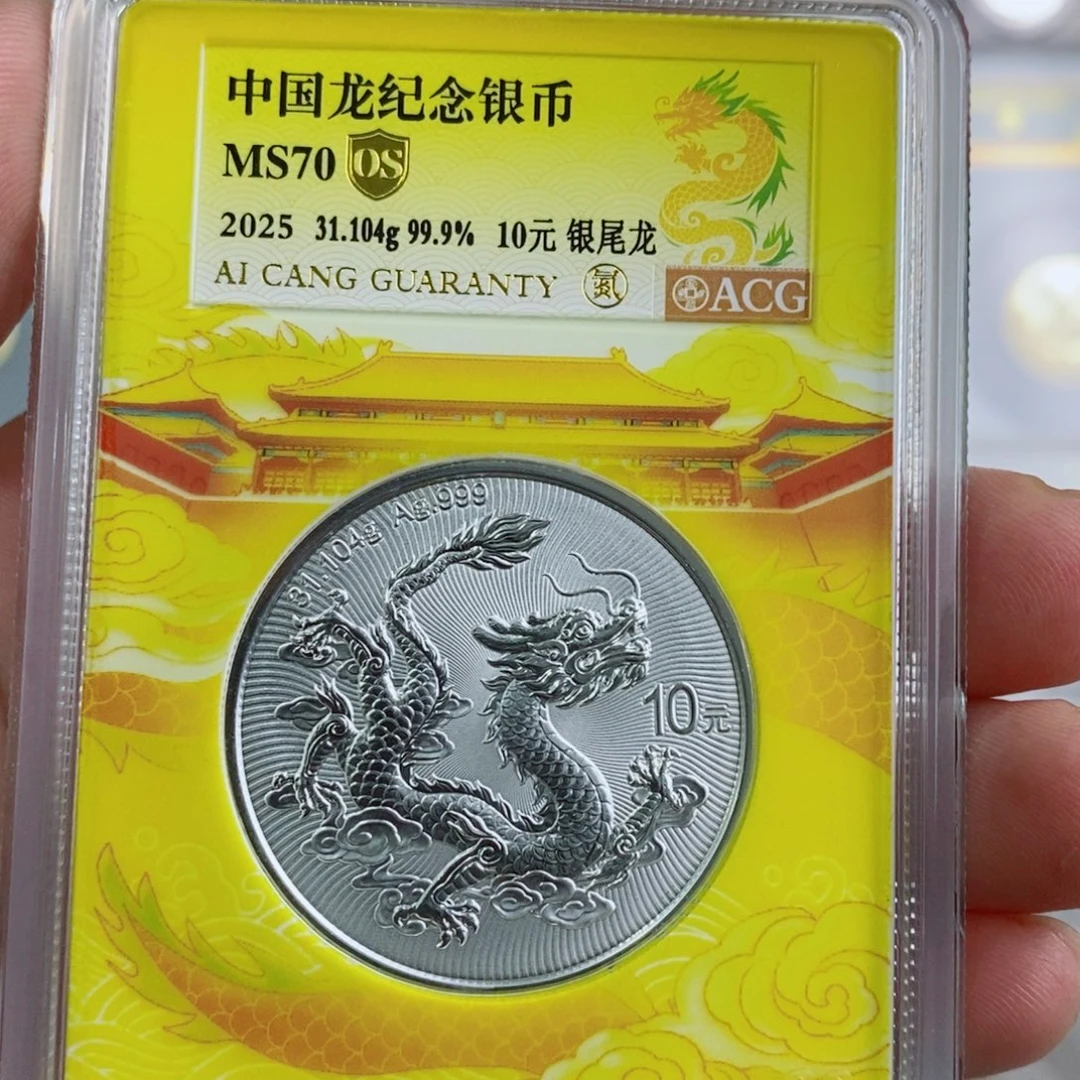 中国龙纪念银币
MS70 OS
2025 31.104g 99.9% 10元 银尾龙
AI CANG GUARANTY 氮 ACG
31.104g Ag.999
10元